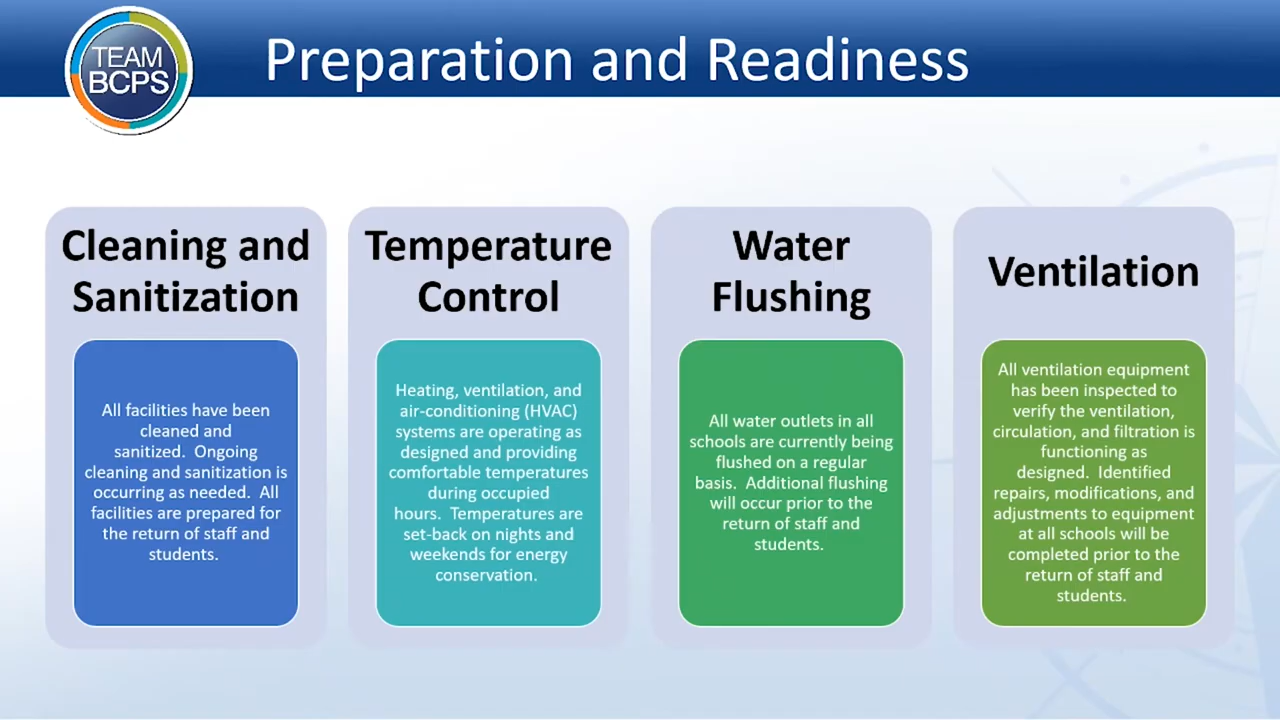 TEAM
BCPS
Preparation and Readiness
Cleaning and
Sanitization
All facilities have been
cleaned and
sanitized.  Ongoing
cleaning and sanitization is
occurring as needed.  All
facilities are prepared for
the return of staff and
students.
Temperature
Control
Heating, ventilation, and
air-conditioning (HVAC)
systems are operating as
designed and providing
comfortable temperatures
during occupied
hours.  Temperatures are
set-back on nights and
weekends for energy
conservation.
Water
Flushing
All water outlets in all
schools are currently being
flushed on a regular
basis.  Additional flushing
will occur prior to the
return of staff and
students.
Ventilation
All ventilation equipment
has been inspected to
verify the ventilation,
circulation, and filtration is
functioning as
designed.  Identified
repairs, modifications, and
adjustments to equipment
at all schools will be
completed prior to the
return of staff and
students.